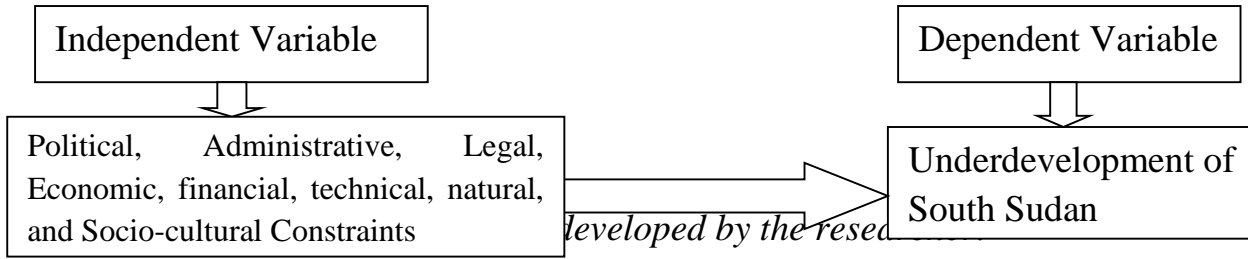 Independent Variable
Dependent Variable
Political, Administrative, Legal,
Economic, financial, technical, natural,
and Socio-cultural Constraints
Underdevelopment of
South Sudan
developed by the